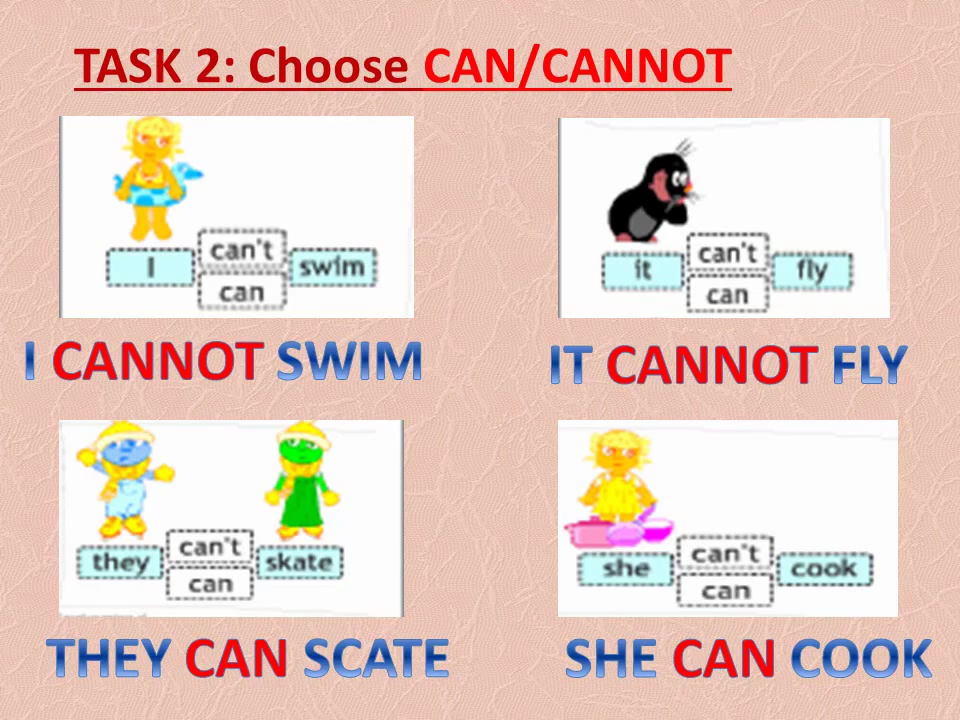 TASK 2: Choose CAN/CANNOT
I
can't
can
swim
I CANNOT SWIM
it
can't
can
fly
IT CANNOT FLY
they
can't
can
skate
THEY CAN SCATE
she
can't
can
cook
SHE CAN COOK